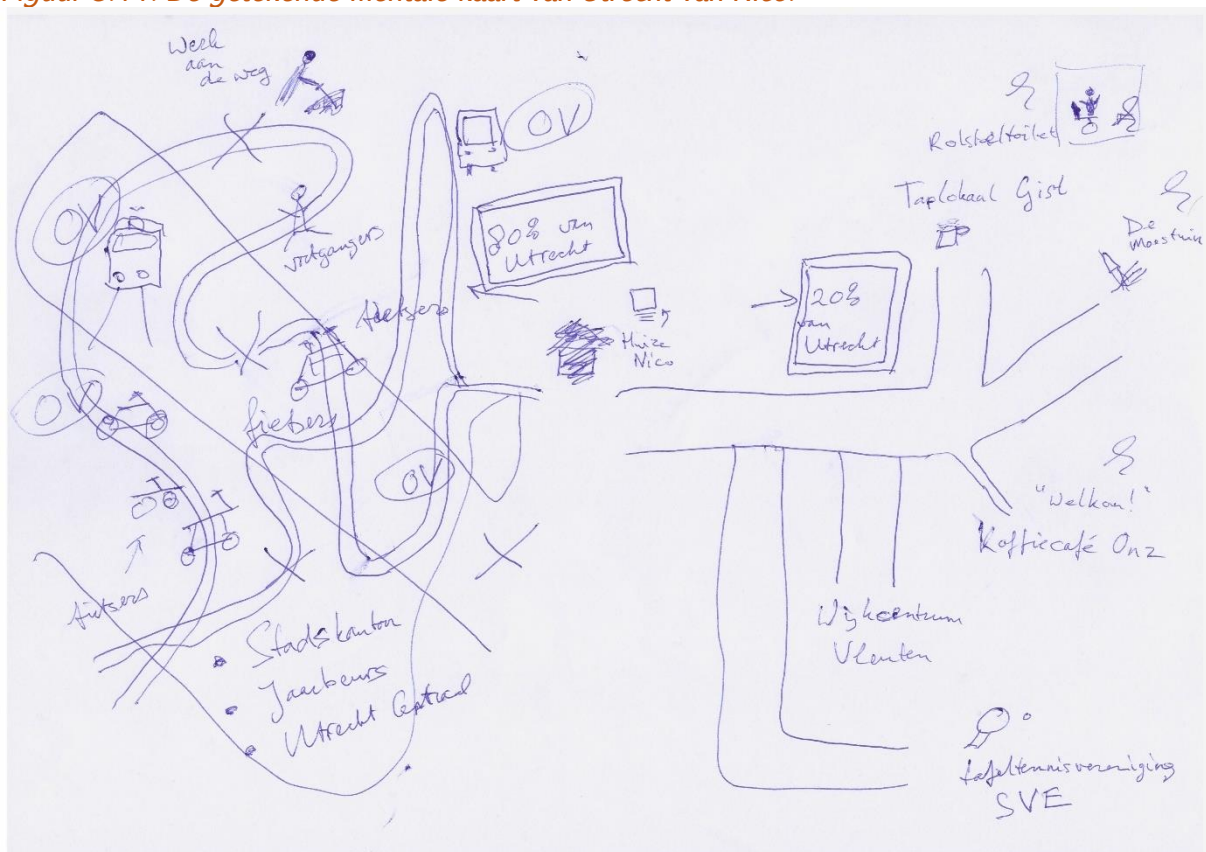 Figuur De getekende mentale kaart van Utrecht van Nico.
Werk
aan
de weg
OV
OV
voetgangers
fietsers
fietsers
OV
OV
fietsers
Stadskantoor
Jaarbeurs
Utrecht Centraal
80% van
Utrecht
Huize
Nico
20%
van
Utrecht
Rolstoeltoilet
Taplokaal Gist
De
Moestuin
"Welkom!"
Koffiecafé Onz
Wijkcentrum
Vleuten
tafeltennisvereniging
SVE